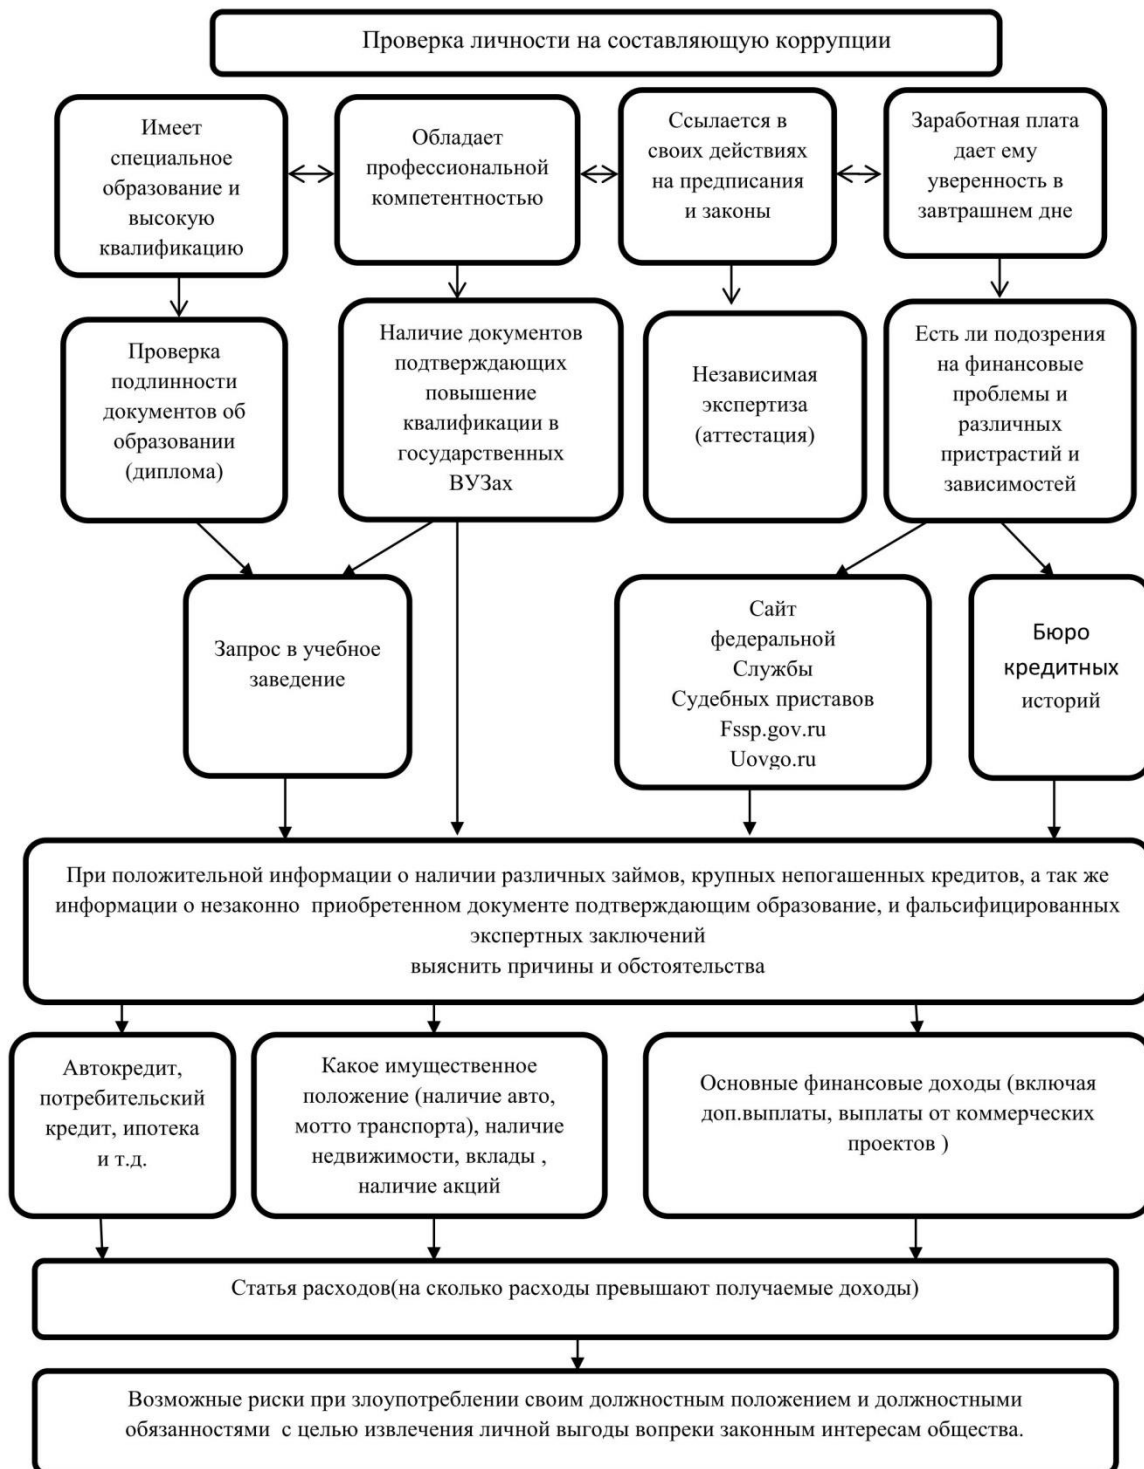 Проверка личности на составляющую коррупции
Имеет
специальное
образование и
высокую
квалификацию
Обладает
профессиональной
компетентностью
Ссылается в
своих действиях
на предписания
и законы
Заработная плата
дает ему
уверенность в
завтрашнем дне
Проверка
подлинности
документов об
образовании
(диплома)
Наличие документов
подтверждающих
повышение
квалификации в
государственных
ВУЗах
Независимая
экспертиза
(аттестация)
Есть ли подозрения
на финансовые
проблемы и
различных
пристрастий и
зависимостей
Запрос в учебное
заведение
Сайт
федеральной
Службы
Судебных приставов
Fssp.gov.ru
Uovgo.ru
Бюро
кредитных
историй
При положительной информации о наличии различных займов, крупных непогашенных кредитов, а так же
информации о незаконно приобретенном документе подтверждающим образование, и фальсифицированных
экспертных заключений
выяснить причины и обстоятельства
Автокредит,
потребительский
кредит, ипотека
и т.д.
Какое имущественное
положение (наличие авто,
мотто транспорта), наличие
недвижимости, вклады ,
наличие акций
Основные финансовые доходы (включая
доп.выплаты, выплаты от коммерческих
проектов )
Статья расходов(на сколько расходы превышают получаемые доходы)
Возможные риски при злоупотреблении своим должностным положением и должностными
обязанностями с целью извлечения личной выгоды вопреки законным интересам общества.